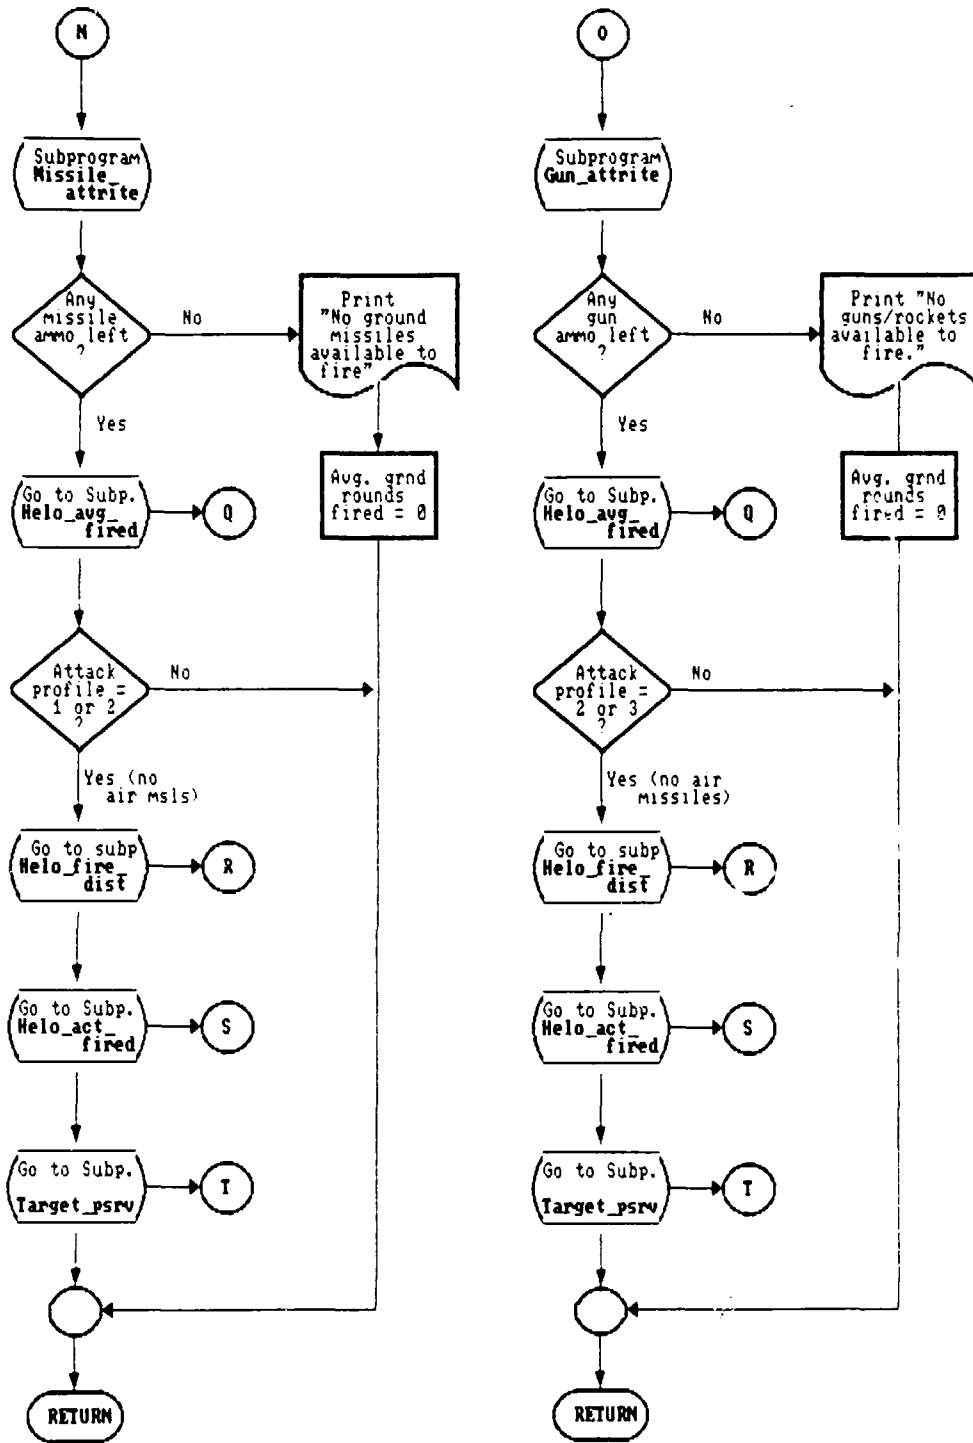 N
Subprogram
Missile_
attrite
Any
missile
ammo left
?
No
Print
"No ground
missiles
available to
fire"
Yes
Go to Subp.
Helo_avg_
fired
Q
Avg. grnd
rounds
fired = 0
Attack
profile =
1 or 2
?
No
Yes (no
air msls)
Go to subp
Helo_fire_
dist
R
Go to Subp.
Helo_act_
fired
S
Go to Subp.
Target_psrv
T
RETURN
O
Subprogram
Gun_attrite
Any
gun
ammo left
?
No
Print "No
guns/rockets
available to
fire."
Yes
Go to Subp.
Helo_avg_
fired
Q
Avg. grnd
rounds
fired = 0
Attack
profile =
2 or 3
?
No
Yes (no air
missiles)
Go to subp
Helo_fire_
dist
R
Go to Subp.
Helo_act_
fired
S
Go to Subp.
Target_psrv
T
RETURN